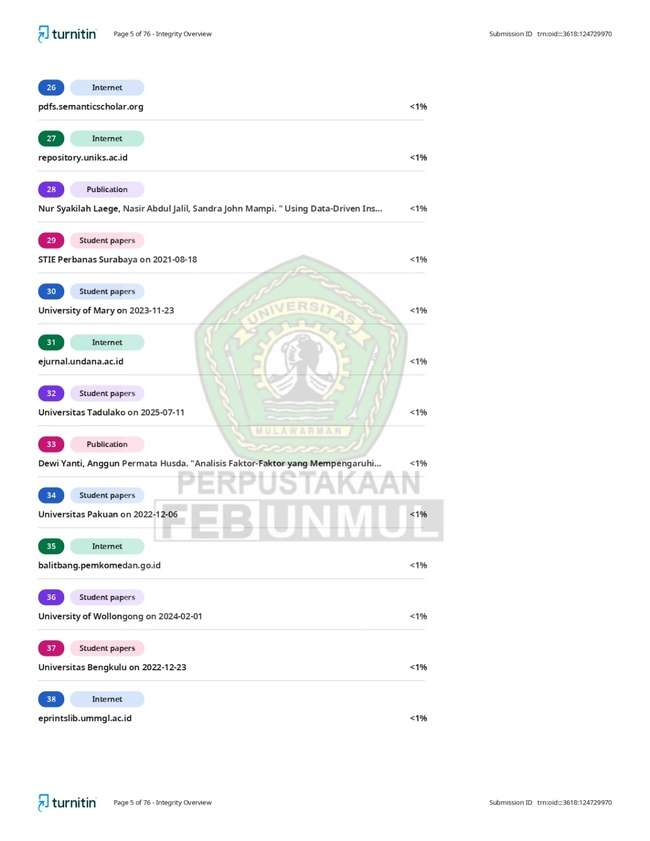 turnitin Page 5 of 76 - Integrity Overview Submission ID trn:oid:::3618:124729970
26 Internet
pdfs.semanticscholar.org <1%
27 Internet
repository.uniks.ac.id <1%
28 Publication
Nur Syakilah Laege, Nasir Abdul Jalil, Sandra John Mampi. " Using Data-Driven Ins... <1%
29 Student papers
STIE Perbanas Surabaya on 2021-08-18 <1%
30 Student papers
University of Mary on 2023-11-23 <1%
31 Internet
ejurnal.undana.ac.id <1%
32 Student papers
Universitas Tadulako on 2025-07-11 <1%
33 Publication
Dewi Yanti, Anggun Permata Husda. "Analisis Faktor-Faktor yang Mempengaruhi... <1%
34 Student papers
Universitas Pakuan on 2022-12-06 <1%
35 Internet
balitbang.pemkomedan.go.id <1%
36 Student papers
University of Wollongong on 2024-02-01 <1%
37 Student papers
Universitas Bengkulu on 2022-12-23 <1%
38 Internet
eprintslib.ummgl.ac.id <1%
UNIVERSITAS
MULAWARMAN
PERPUSTAKAAN
FEB UNMUL
turnitin Page 5 of 76 - Integrity Overview Submission ID trn:oid:::3618:124729970